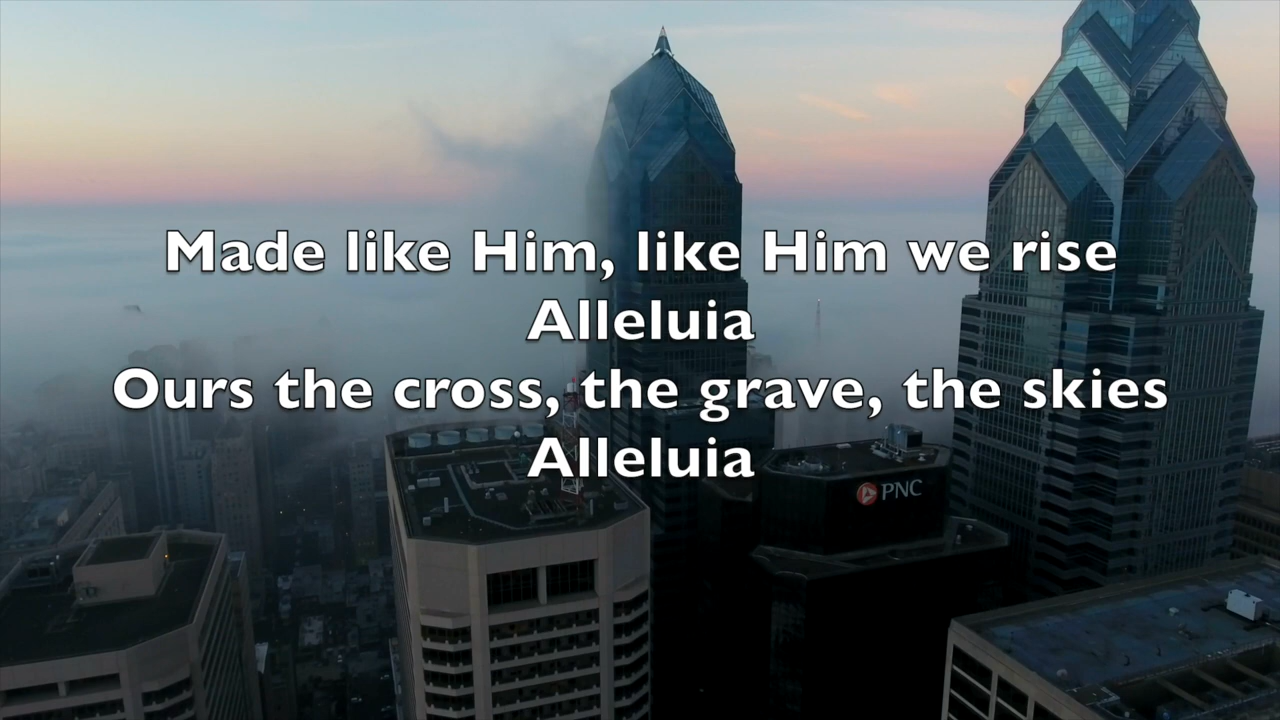 Made like Him, like Him we rise
Alleluia
Ours the cross, the grave, the skies
Alleluia
PNC